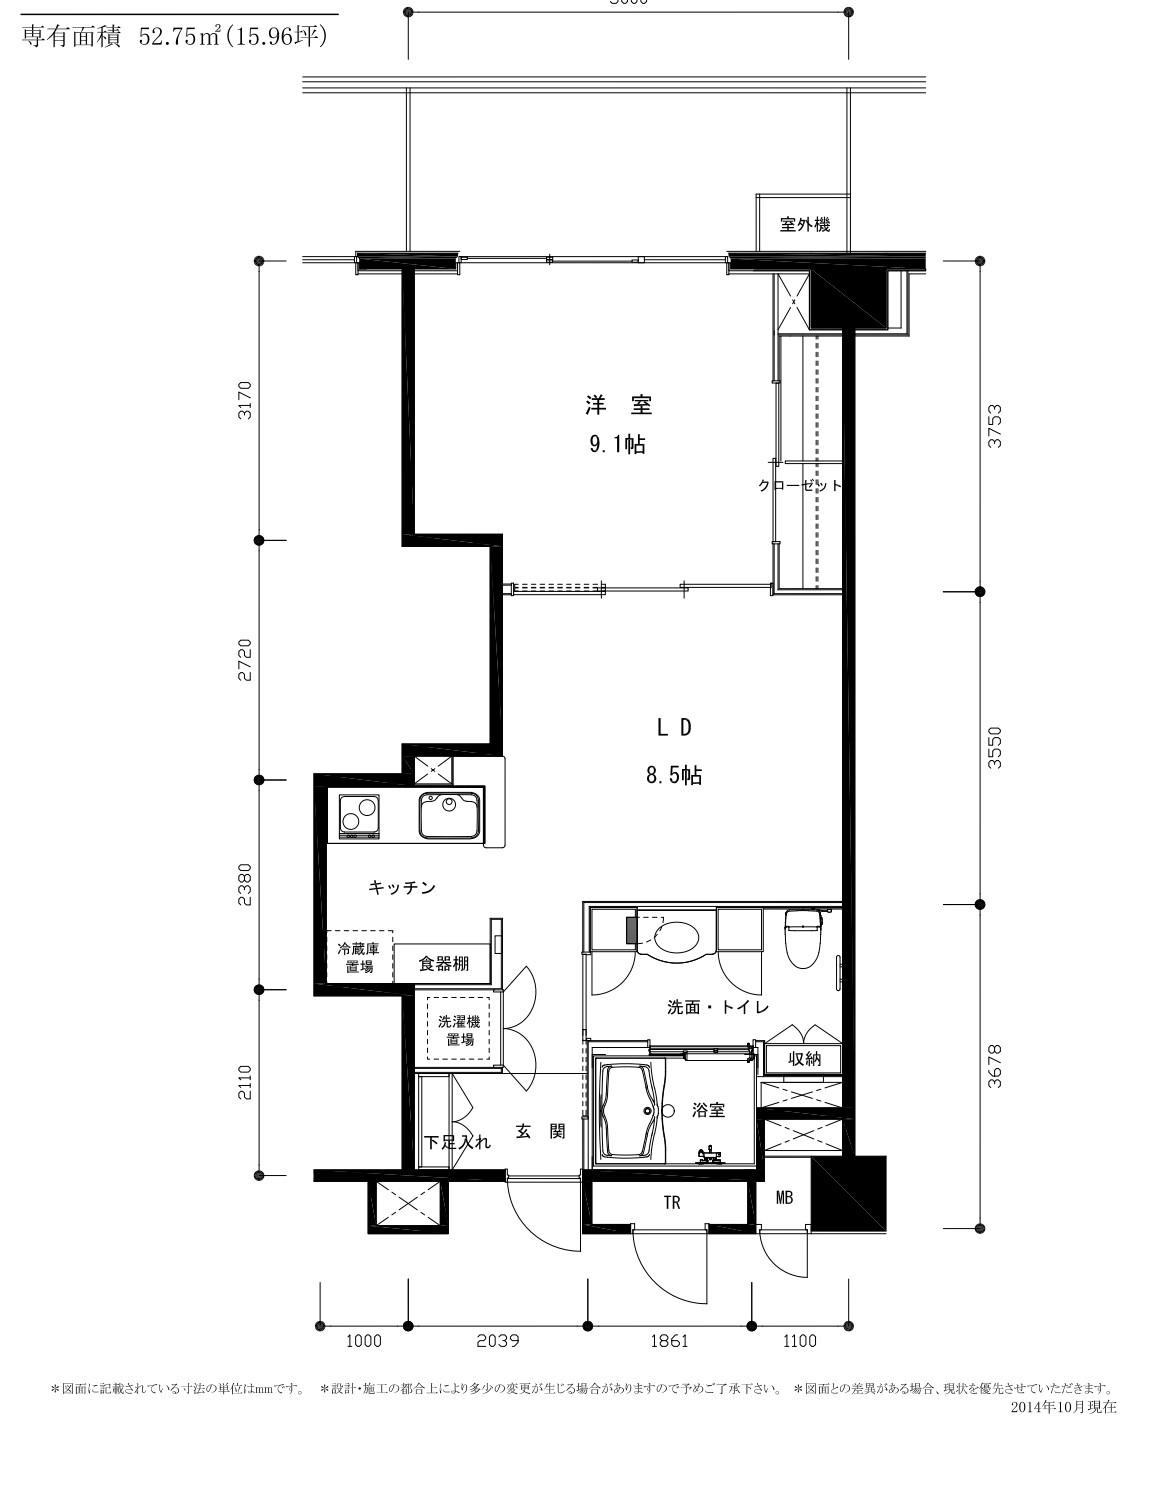 専有面積 52.75㎡(15.96坪)
室外機
3170
洋 室
9.1帖
3753
クローゼット
2720
LD
8.5帖
3550
キッチン
2380
冷蔵庫
置場
食器棚
洗面・トイレ
洗濯機
置場
収納
2110
3678
浴室
玄 関
下足入れ
TR
MB
1000
2039
1861
1100
＊図面に記載されている寸法の単位はmmです。 ＊設計・施工の都合上により多少の変更が生じる場合がありますので予めご了承下さい。 ＊図面との差異がある場合、現状を優先させていただきます。
2014年10月現在